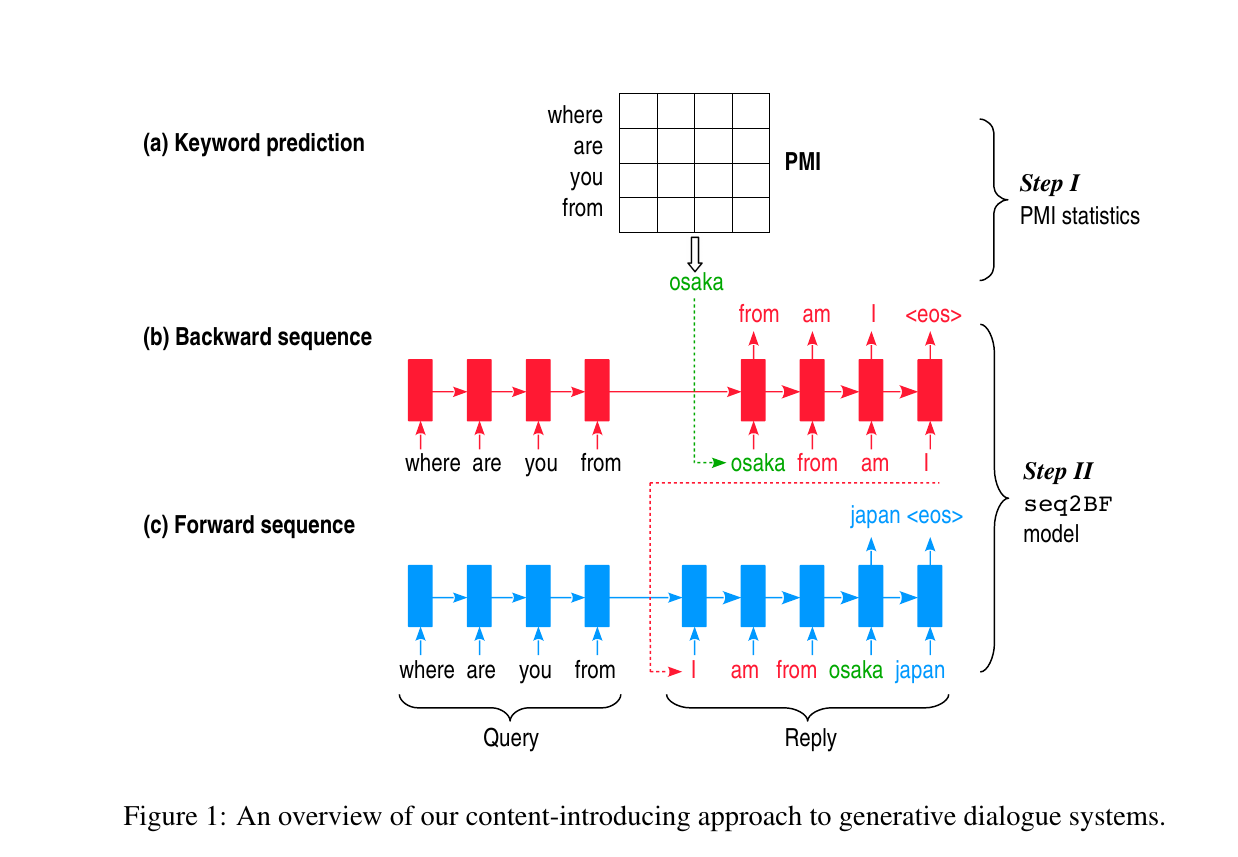 (a) Keyword prediction
where
are
you
from
PMI
Step I
PMI statistics
osaka
(b) Backward sequence
from am I <eos>
where are you from osaka from am I
Step II
seq2BF
model
(c) Forward sequence
japan <eos>
where are you from I am from osaka japan
Query
Reply
Figure 1: An overview of our content-introducing approach to generative dialogue systems.